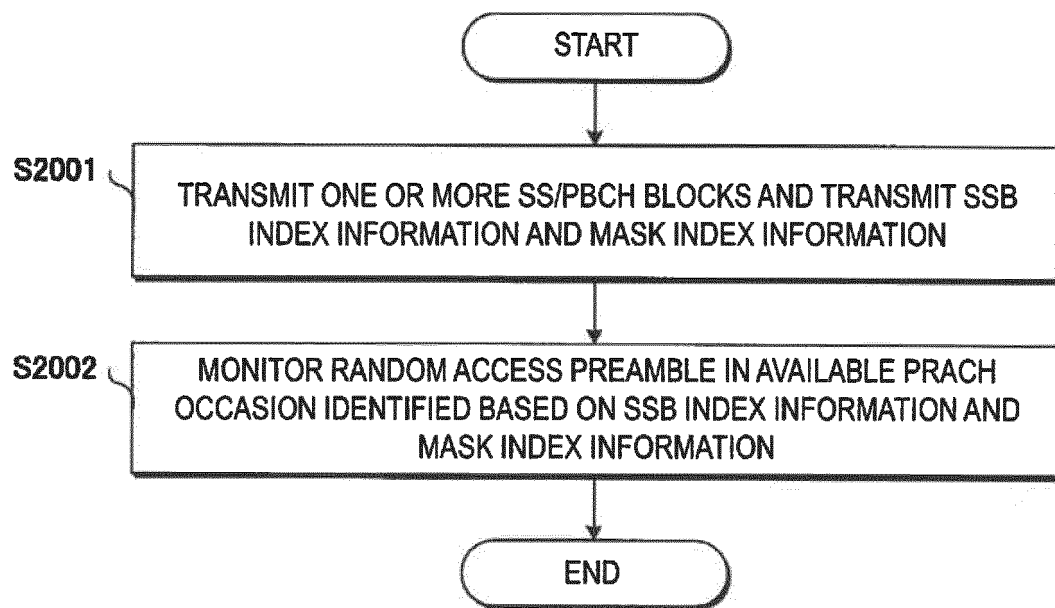 START
S2001
TRANSMIT ONE OR MORE SS/PBCH BLOCKS AND TRANSMIT SSB
INDEX INFORMATION AND MASK INDEX INFORMATION
S2002
MONITOR RANDOM ACCESS PREAMBLE IN AVAILABLE PRACH
OCCASION IDENTIFIED BASED ON SSB INDEX INFORMATION AND
MASK INDEX INFORMATION
END